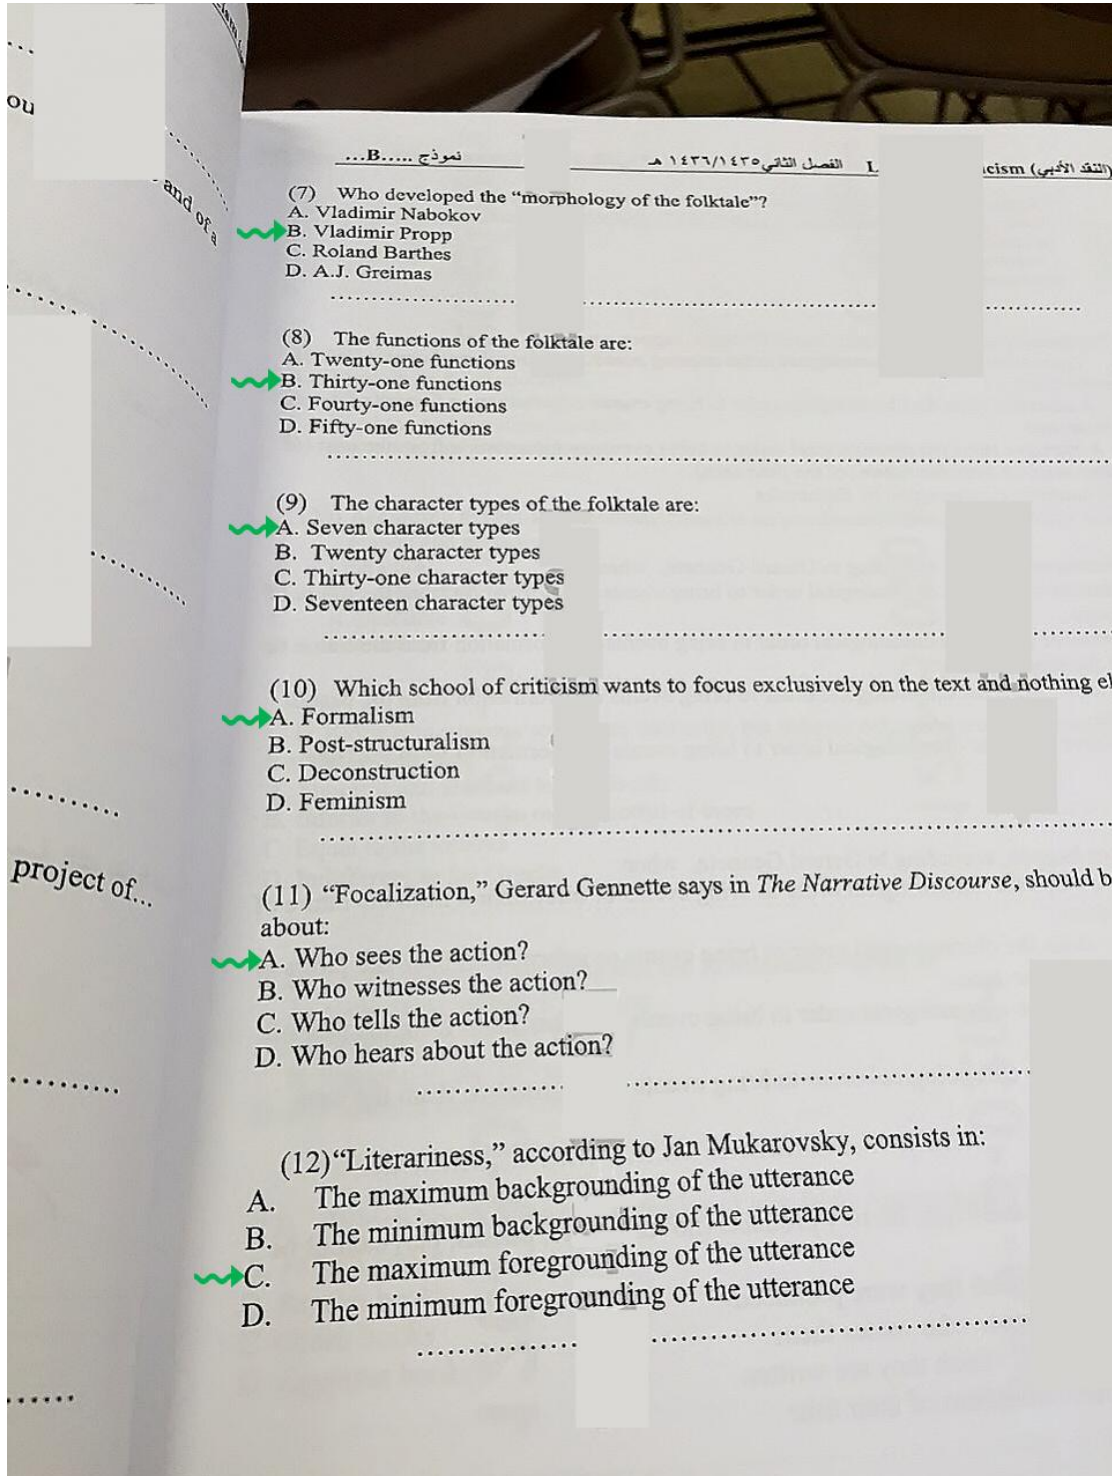 ou
and of a
project of...
نموذج .....B...
الفصل الثاني ١٤٣٥/١٤٣٦ هـ
L
icism (النقد الأدبي)
(7) Who developed the “morphology of the folktale”?
A. Vladimir Nabokov
B. Vladimir Propp
C. Roland Barthes
D. A.J. Greimas
(8) The functions of the folktale are:
A. Twenty-one functions
B. Thirty-one functions
C. Fourty-one functions
D. Fifty-one functions
(9) The character types of the folktale are:
A. Seven character types
B. Twenty character types
C. Thirty-one character types
D. Seventeen character types
(10) Which school of criticism wants to focus exclusively on the text and nothing el
A. Formalism
B. Post-structuralism
C. Deconstruction
D. Feminism
(11) “Focalization,” Gerard Gennette says in The Narrative Discourse, should b
about:
A. Who sees the action?
B. Who witnesses the action?
C. Who tells the action?
D. Who hears about the action?
(12)“Literariness,” according to Jan Mukarovsky, consists in:
A. The maximum backgrounding of the utterance
B. The minimum backgrounding of the utterance
C. The maximum foregrounding of the utterance
D. The minimum foregrounding of the utterance